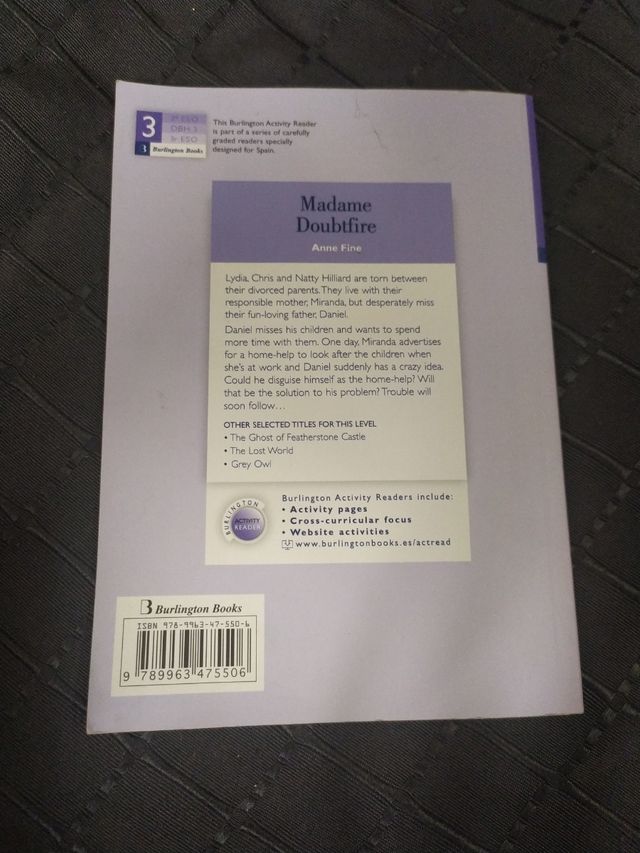 3
3º ESO
DBH 3
3r ESO
B Burlington Books
This Burlington Activity Reader
is part of a series of carefully
graded readers specially
designed for Spain.
Madame
Doubtfire
Anne Fine
Lydia, Chris and Natty Hilliard are torn between
their divorced parents. They live with their
responsible mother, Miranda, but desperately miss
their fun-loving father, Daniel.
Daniel misses his children and wants to spend
more time with them. One day, Miranda advertises
for a home-help to look after the children when
she's at work and Daniel suddenly has a crazy idea.
Could he disguise himself as the home-help? Will
that be the solution to his problem? Trouble will
soon follow…
OTHER SELECTED TITLES FOR THIS LEVEL
• The Ghost of Featherstone Castle
• The Lost World
• Grey Owl
BURLINGTON
ACTIVITY
READER
Burlington Activity Readers include:
• Activity pages
• Cross-curricular focus
• Website activities
www.burlingtonbooks.es/actread
B Burlington Books
ISBN 978-9963-47-550-6
9 789963 475506